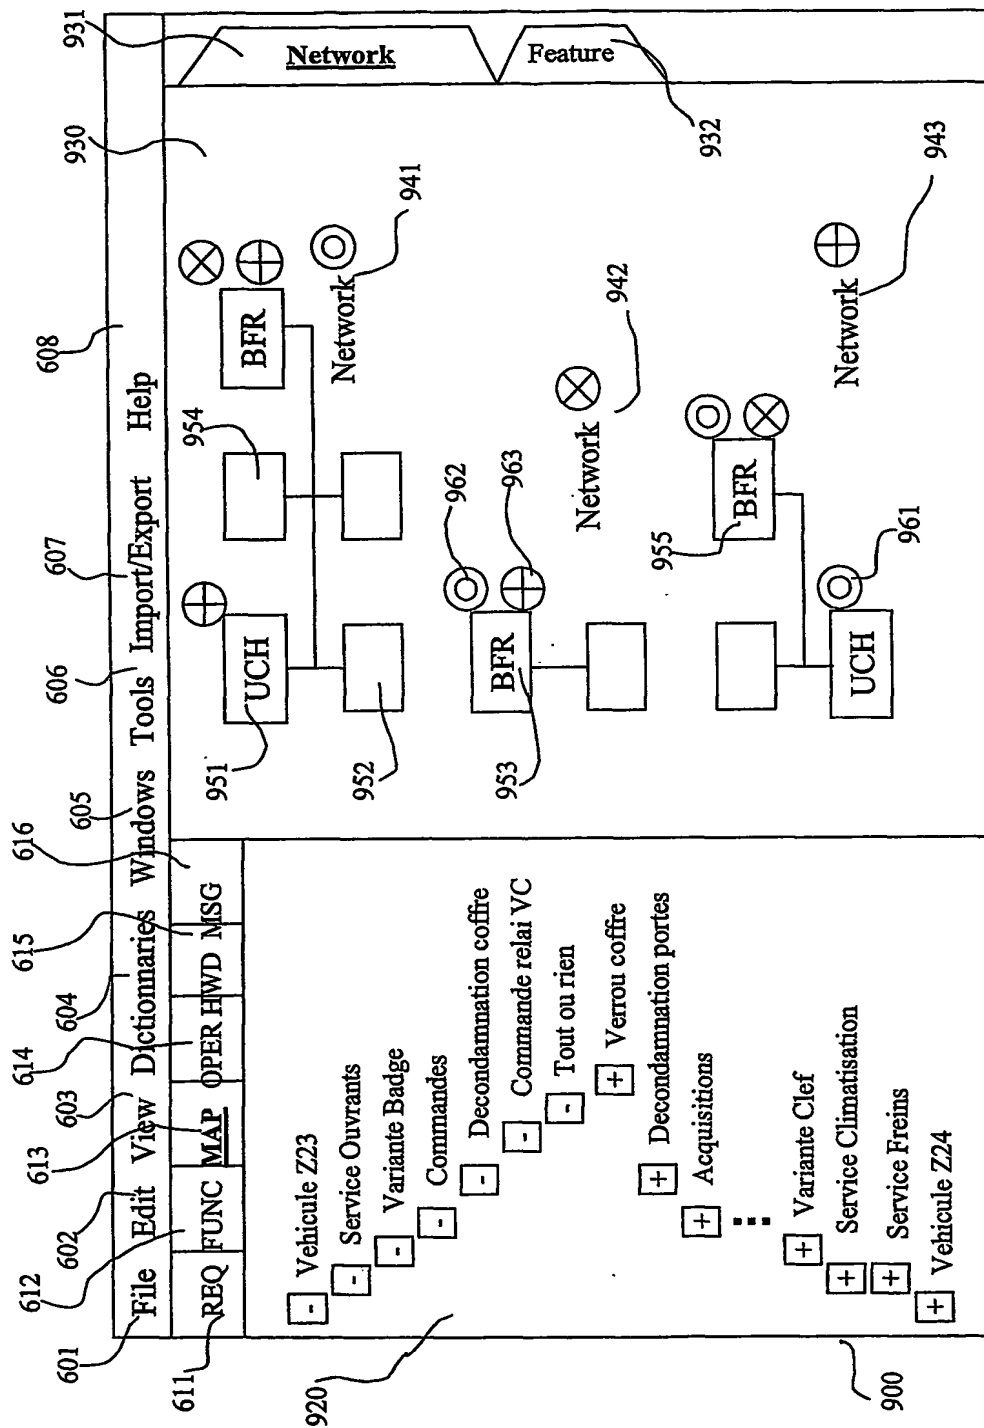 601
602
603
604
605
606
607
608
File Edit View Dictionnaries Windows Tools Import/Export Help
611
612
613
614
615
616
REQ FUNC MAP OPER HWD MSG
930
931
Network
Feature
932
920
- Vehicule Z23
- Service Ouvrants
- Variante Badge
- Commandes
- Decondamnation coffre
- Commande relai VC
- Tout ou rien
+ Verrou coffre
+ Decondamnation portes
+ Acquisitions
+ Variante Clef
+ Service Climatisation
+ Service Freins
+ Vehicule Z24
951
UCH
954
BFR
952
Network
941
962
BFR
963
953
Network
942
BFR
955
UCH
961
Network
943
900